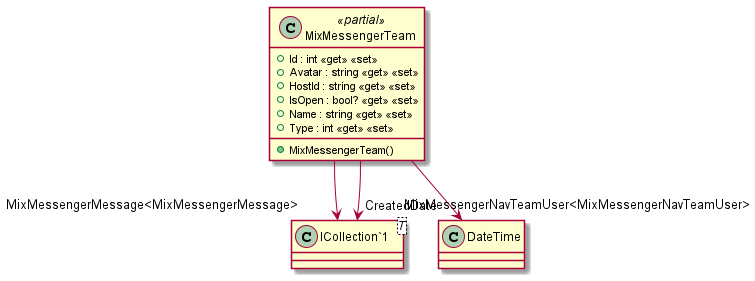 C
«partial»
MixMessengerTeam
Id : int «get» «set»
Avatar : string «get» «set»
HostId : string «get» «set»
IsOpen : bool? «get» «set»
Name : string «get» «set»
Type : int «get» «set»
MixMessengerTeam()
MixMessengerMessage<MixMessengerMessage>
CreatedDate
MixMessengerNavTeamUser<MixMessengerNavTeamUser>
C
ICollection`1
T
C
DateTime